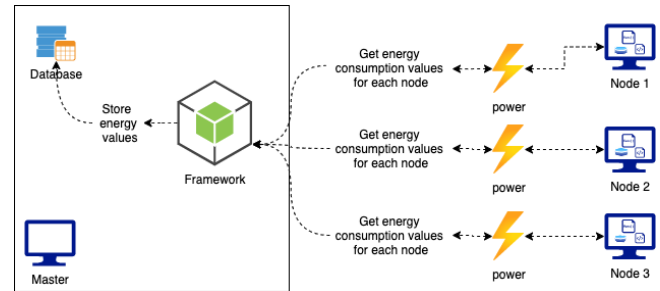 Database
Store
energy
values
Framework
Master
Get energy
consumption values
for each node
power
Node 1
Get energy
consumption values
for each node
power
Node 2
Get energy
consumption values
for each node
power
Node 3